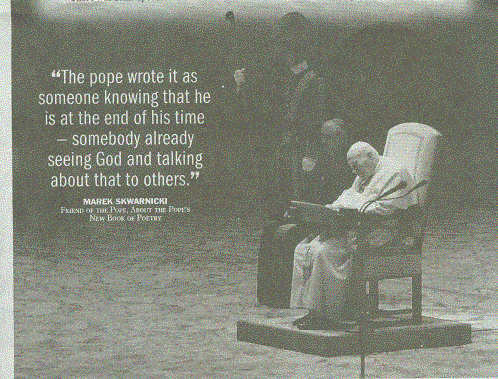 “The pope wrote it as
someone knowing that he
is at the end of his time
– somebody already
seeing God and talking
about that to others.”
MAREK SKWARNICKI
FRIEND OF THE POPE, ABOUT THE POPE'S
NEW BOOK OF POETRY